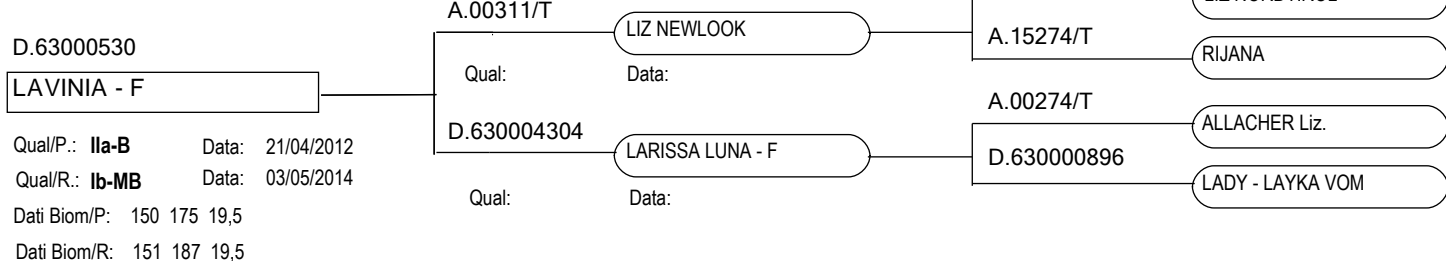 A.00311/T
LIZ NEWLOOK
Qual: Data:
D.63000530
LAVINIA - F
Qual/P.: IIa-B Data: 21/04/2012
Qual/R.: Ib-MB Data: 03/05/2014
Dati Biom/P: 150 175 19,5
Dati Biom/R: 151 187 19,5
D.630004304
LARISSA LUNA - F
Qual: Data:
A.15274/T
RIJANA
A.00274/T
ALLACHER Liz.
D.630000896
LADY - LAYKA VOM